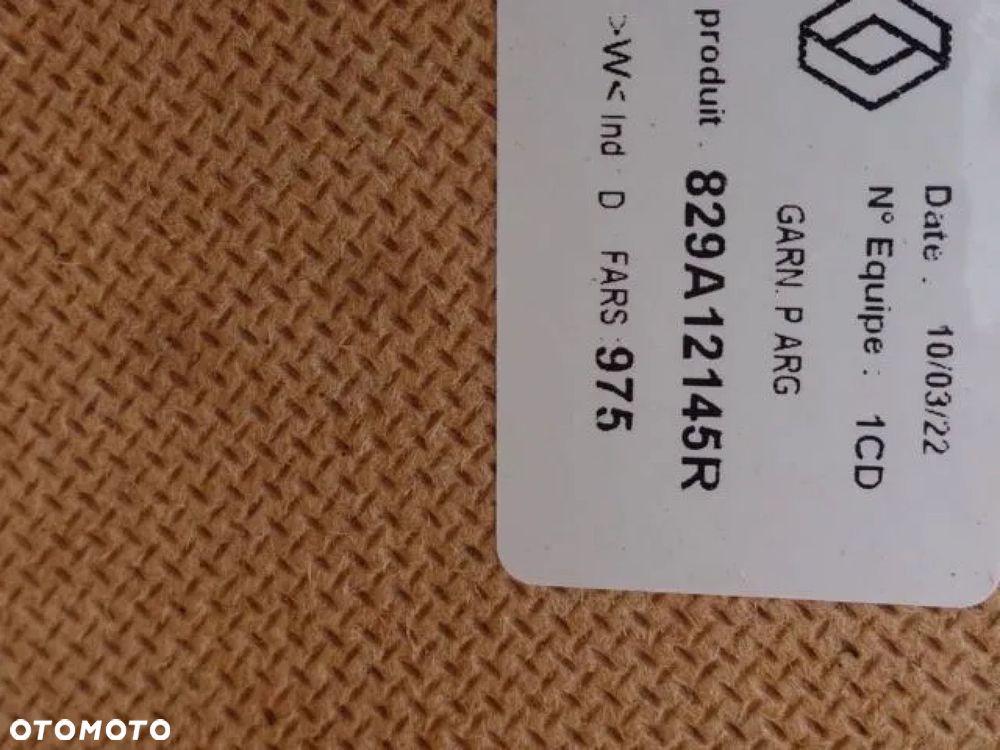 Date : 10/03/22
N° Equipe : 1CD
GARN. P ARG
produit : 829A12145R
>W< Ind : D FARS : 975
OTOMOTO